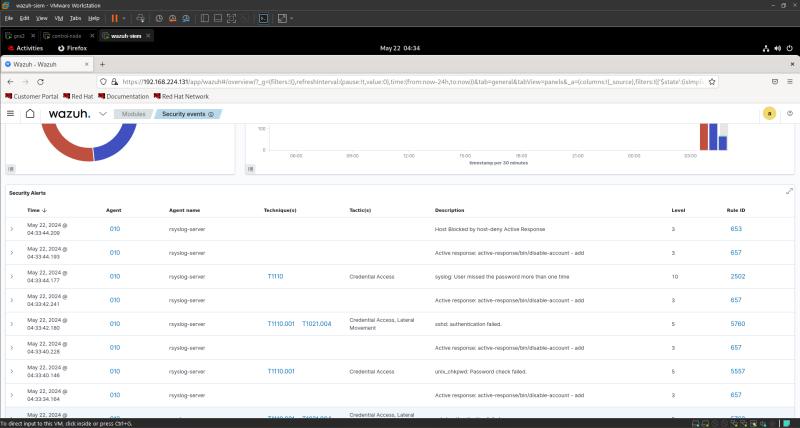 wazuh-siem - VMware Workstation
File Edit View VM Tabs Help
gns3 control-node wazuh-siem
Activities Firefox May 22 04:34
Wazuh - Wazuh
https://192.168.224.131/app/wazuh#/overview/?_g=(filters:!(),refreshInterval:(pause:!t,value:0),time:(from:now-24h,to:now))&tab=general&tabView=panels&_a=(columns:!(_source),filters:!(('$state':(isImpl
Customer Portal Red Hat Documentation Red Hat Network
wazuh. Modules Security events a
100
0
06:00 09:00 12:00 15:00 18:00 21:00 00:00 03:00
timestamp per 30 minutes
Security Alerts
Time Agent Agent name Technique(s) Tactic(s) Description Level Rule ID
May 22, 2024 @ 04:33:44.209 010 rsyslog-server Host Blocked by host-deny Active Response 3 653
May 22, 2024 @ 04:33:44.193 010 rsyslog-server Active response: active-response/bin/disable-account - add 3 657
May 22, 2024 @ 04:33:44.177 010 rsyslog-server T1110 Credential Access syslog: User missed the password more than one time 10 2502
May 22, 2024 @ 04:33:42.241 010 rsyslog-server Active response: active-response/bin/disable-account - add 3 657
May 22, 2024 @ 04:33:42.180 010 rsyslog-server T1110.001 T1021.004 Credential Access, Lateral Movement sshd: authentication failed. 5 5760
May 22, 2024 @ 04:33:40.228 010 rsyslog-server Active response: active-response/bin/disable-account - add 3 657
May 22, 2024 @ 04:33:40.146 010 rsyslog-server T1110.001 Credential Access unix_chkpwd: Password check failed. 5 5557
May 22, 2024 @ 04:33:34.164 010 rsyslog-server Active response: active-response/bin/disable-account - add 3 657
May 22, 2024 @ Credential Access, Lateral
To direct input to this VM, click inside or press Ctrl+G.